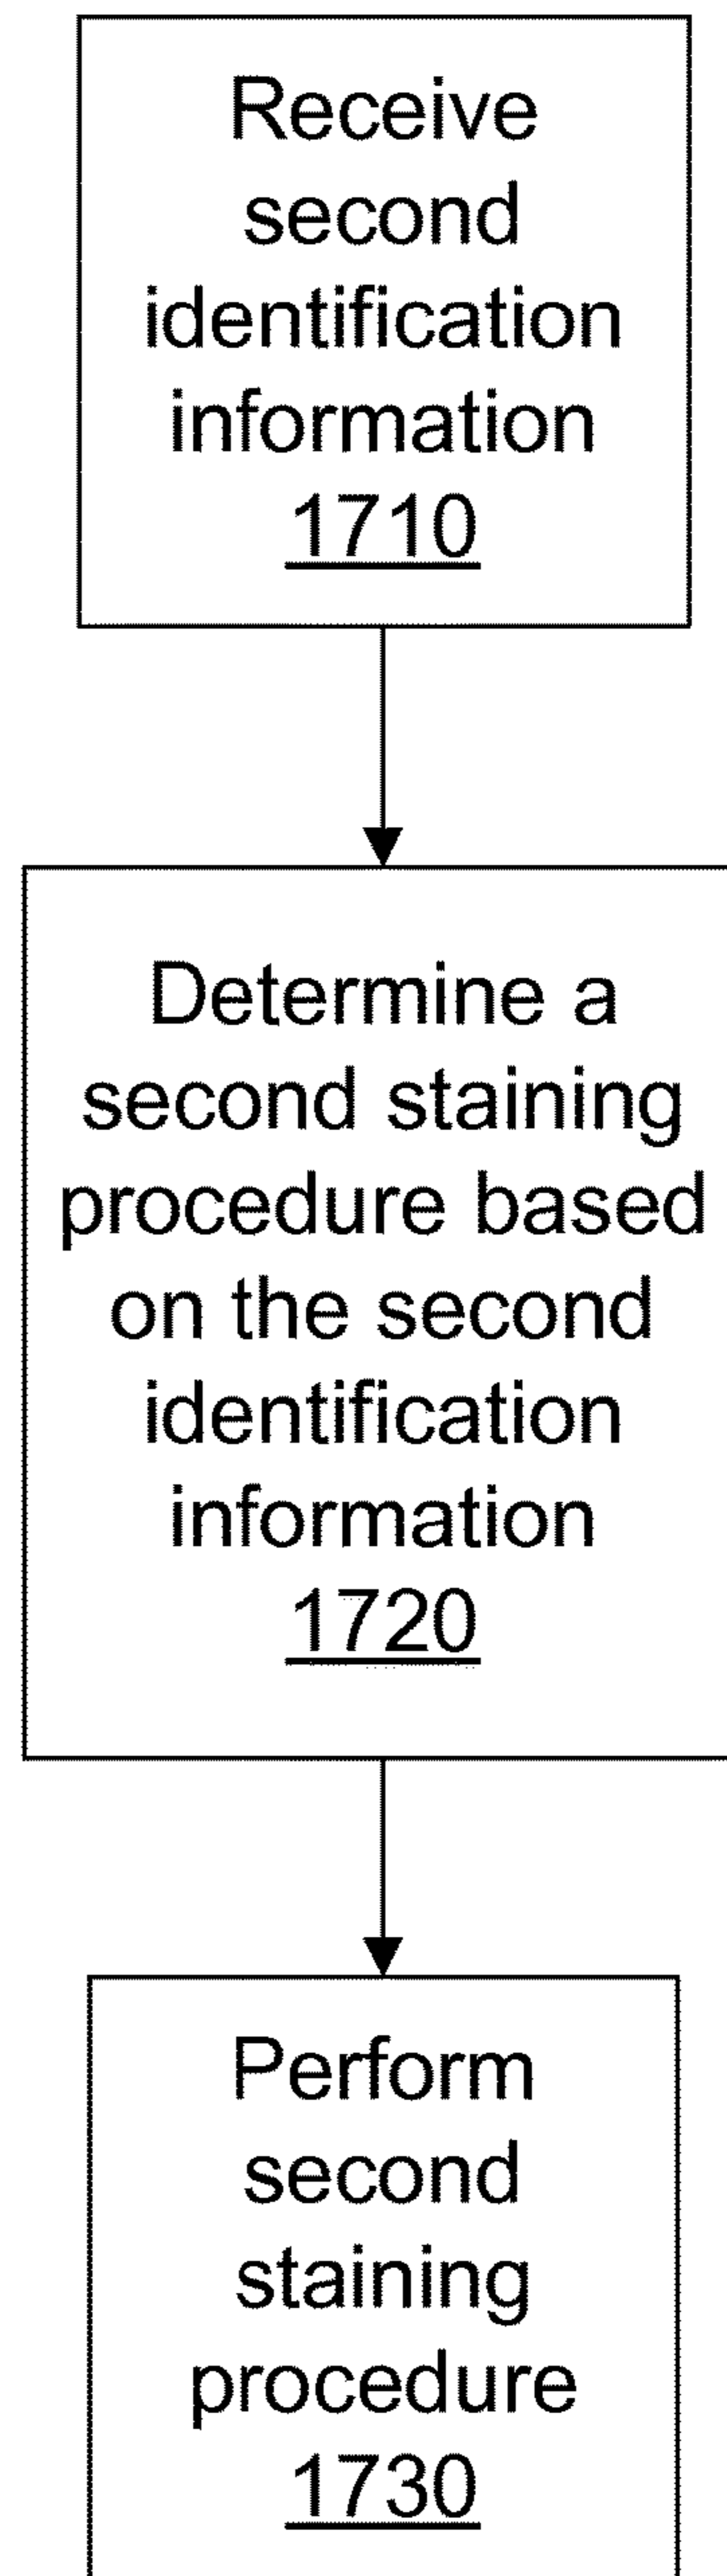 Receive
second
identification
information
1710
Determine a
second staining
procedure based
on the second
identification
information
1720
Perform
second
staining
procedure
1730